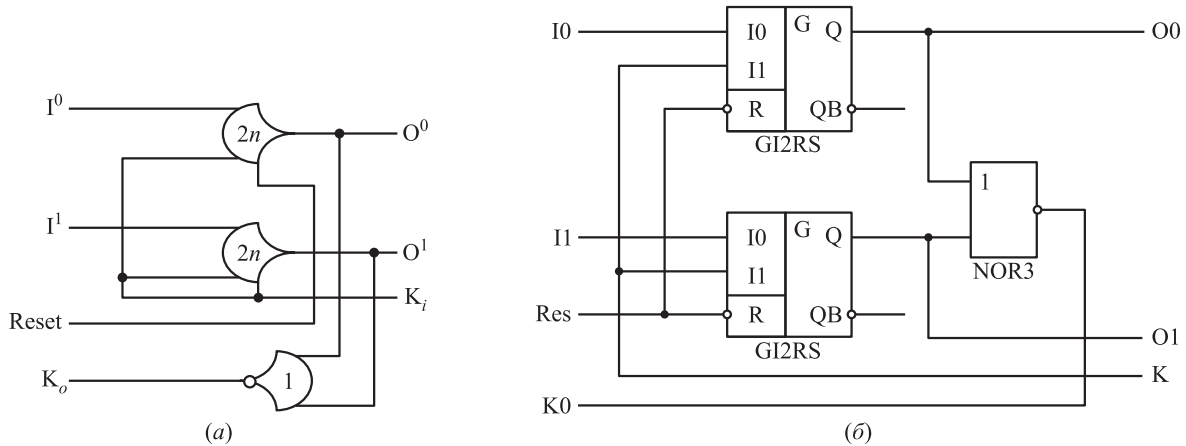 I⁰
2n
O⁰
I¹
2n
O¹
Kᵢ
Reset
Kₒ
1
(а)
I0
I0
G
Q
O0
I1
R
QB
GI2RS
1
I1
I0
G
Q
NOR3
I1
Res
R
QB
O1
GI2RS
K
K0
(б)